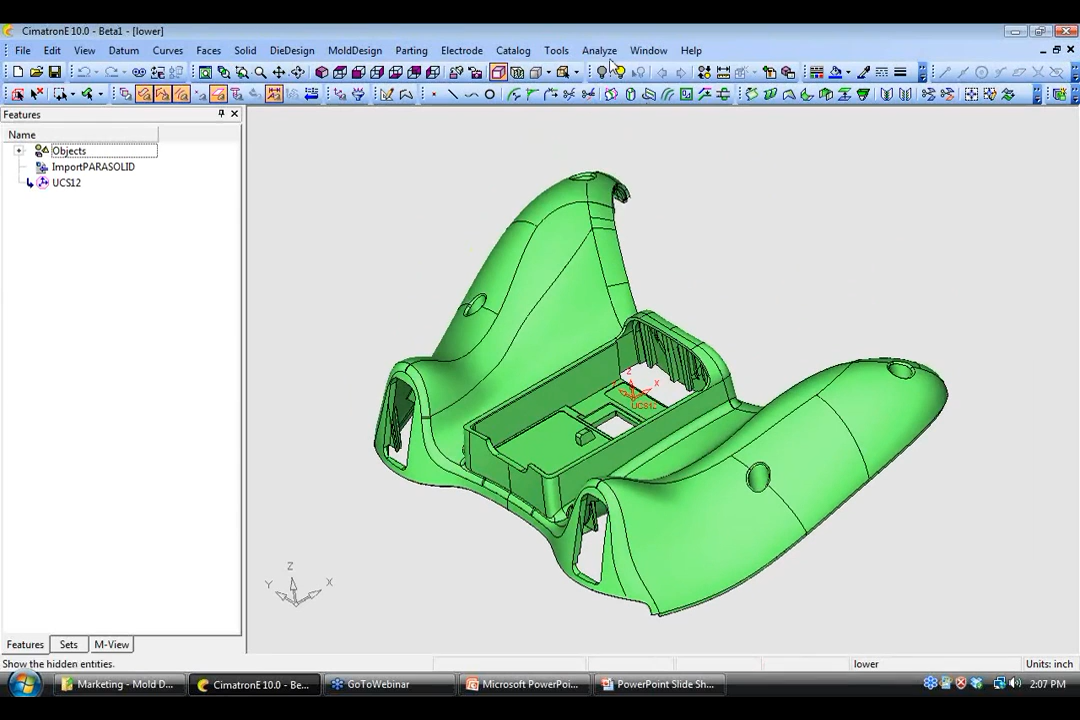 CimatronE 10.0 - Beta1 - [lower]
File Edit View Datum Curves Faces Solid DieDesign MoldDesign Parting Electrode Catalog Tools Analyze Window Help
Features
Name
Objects
ImportPARASOLID
UCS12
Z
X
UCS12
Z
Y X
Features Sets M-View
Show the hidden entities. lower Units: inch
Marketing - Mold D... CimatronE 10.0 - Be... GoToWebinar Microsoft PowerPoi... PowerPoint Slide Sh... 2:07 PM